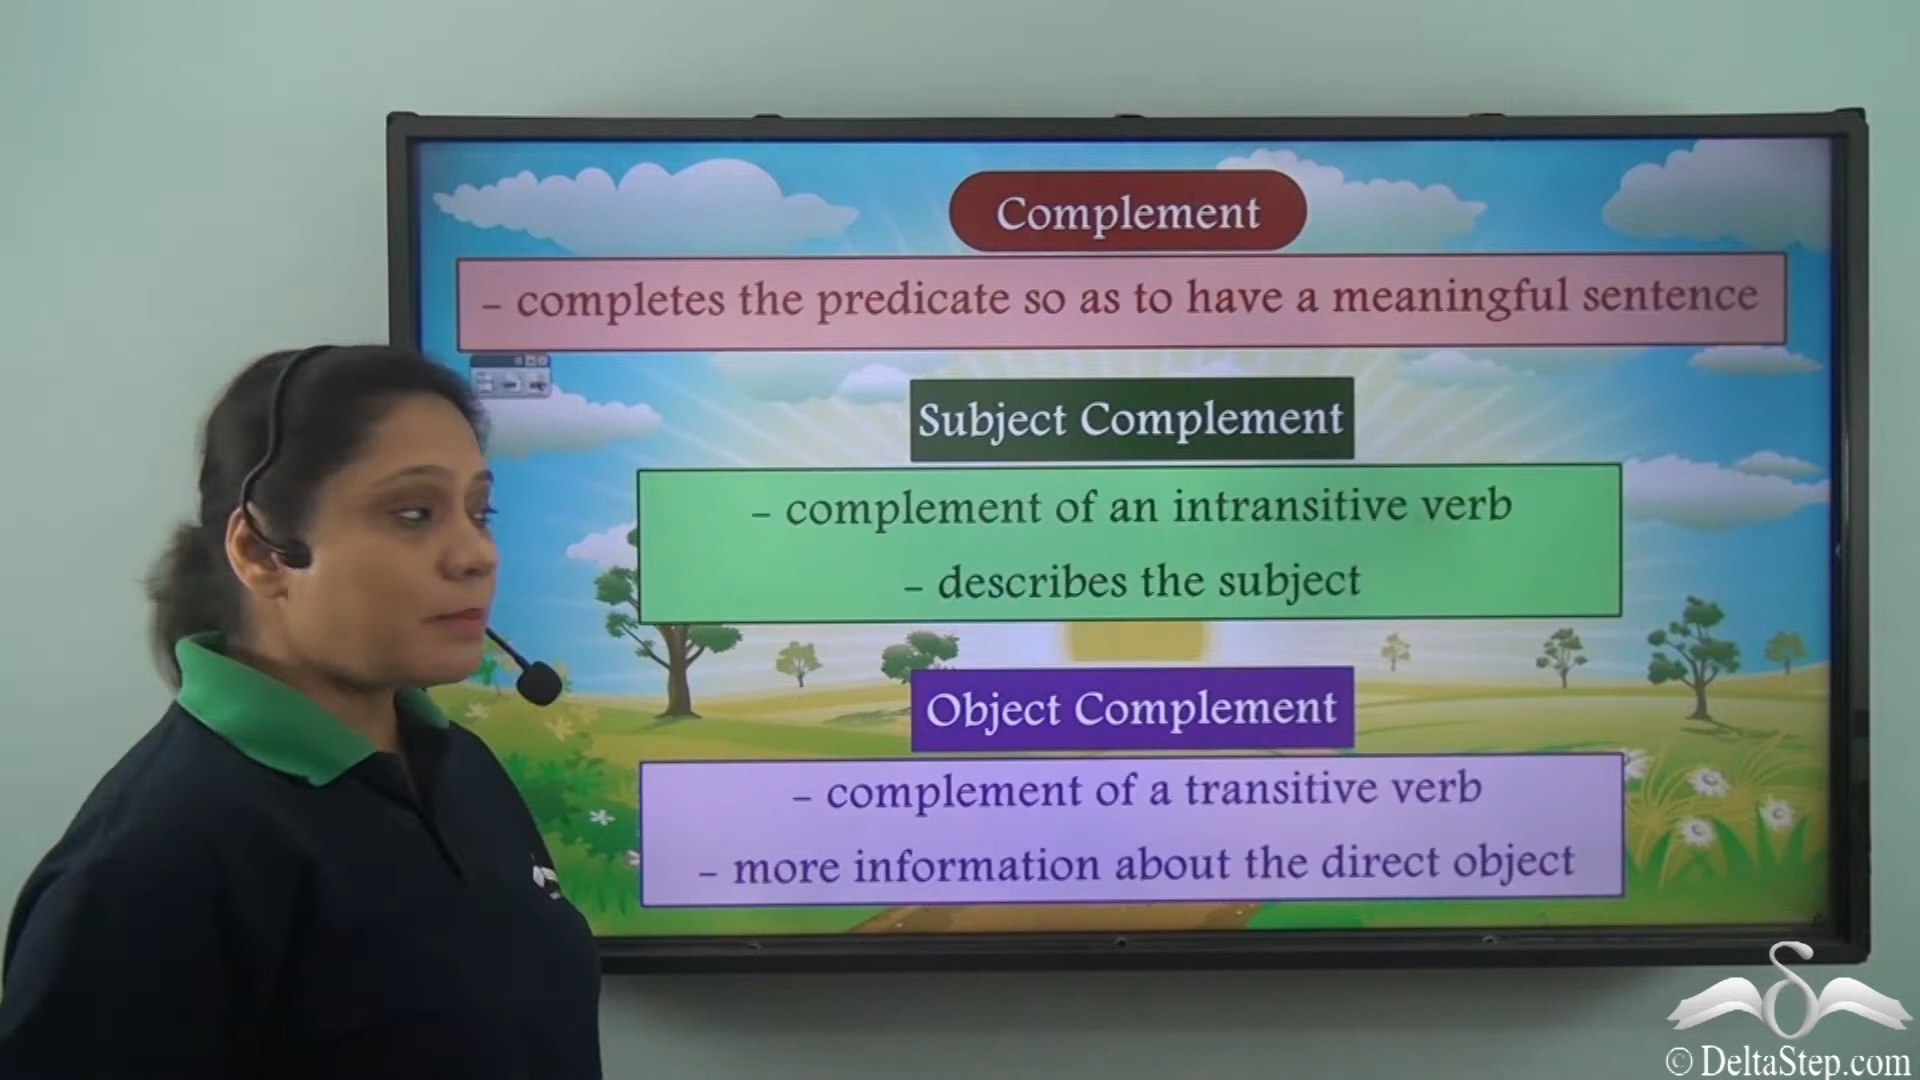 Complement
– completes the predicate so as to have a meaningful sentence
Subject Complement
– complement of an intransitive verb
– describes the subject
Object Complement
– complement of a transitive verb
– more information about the direct object
© DeltaStep.com